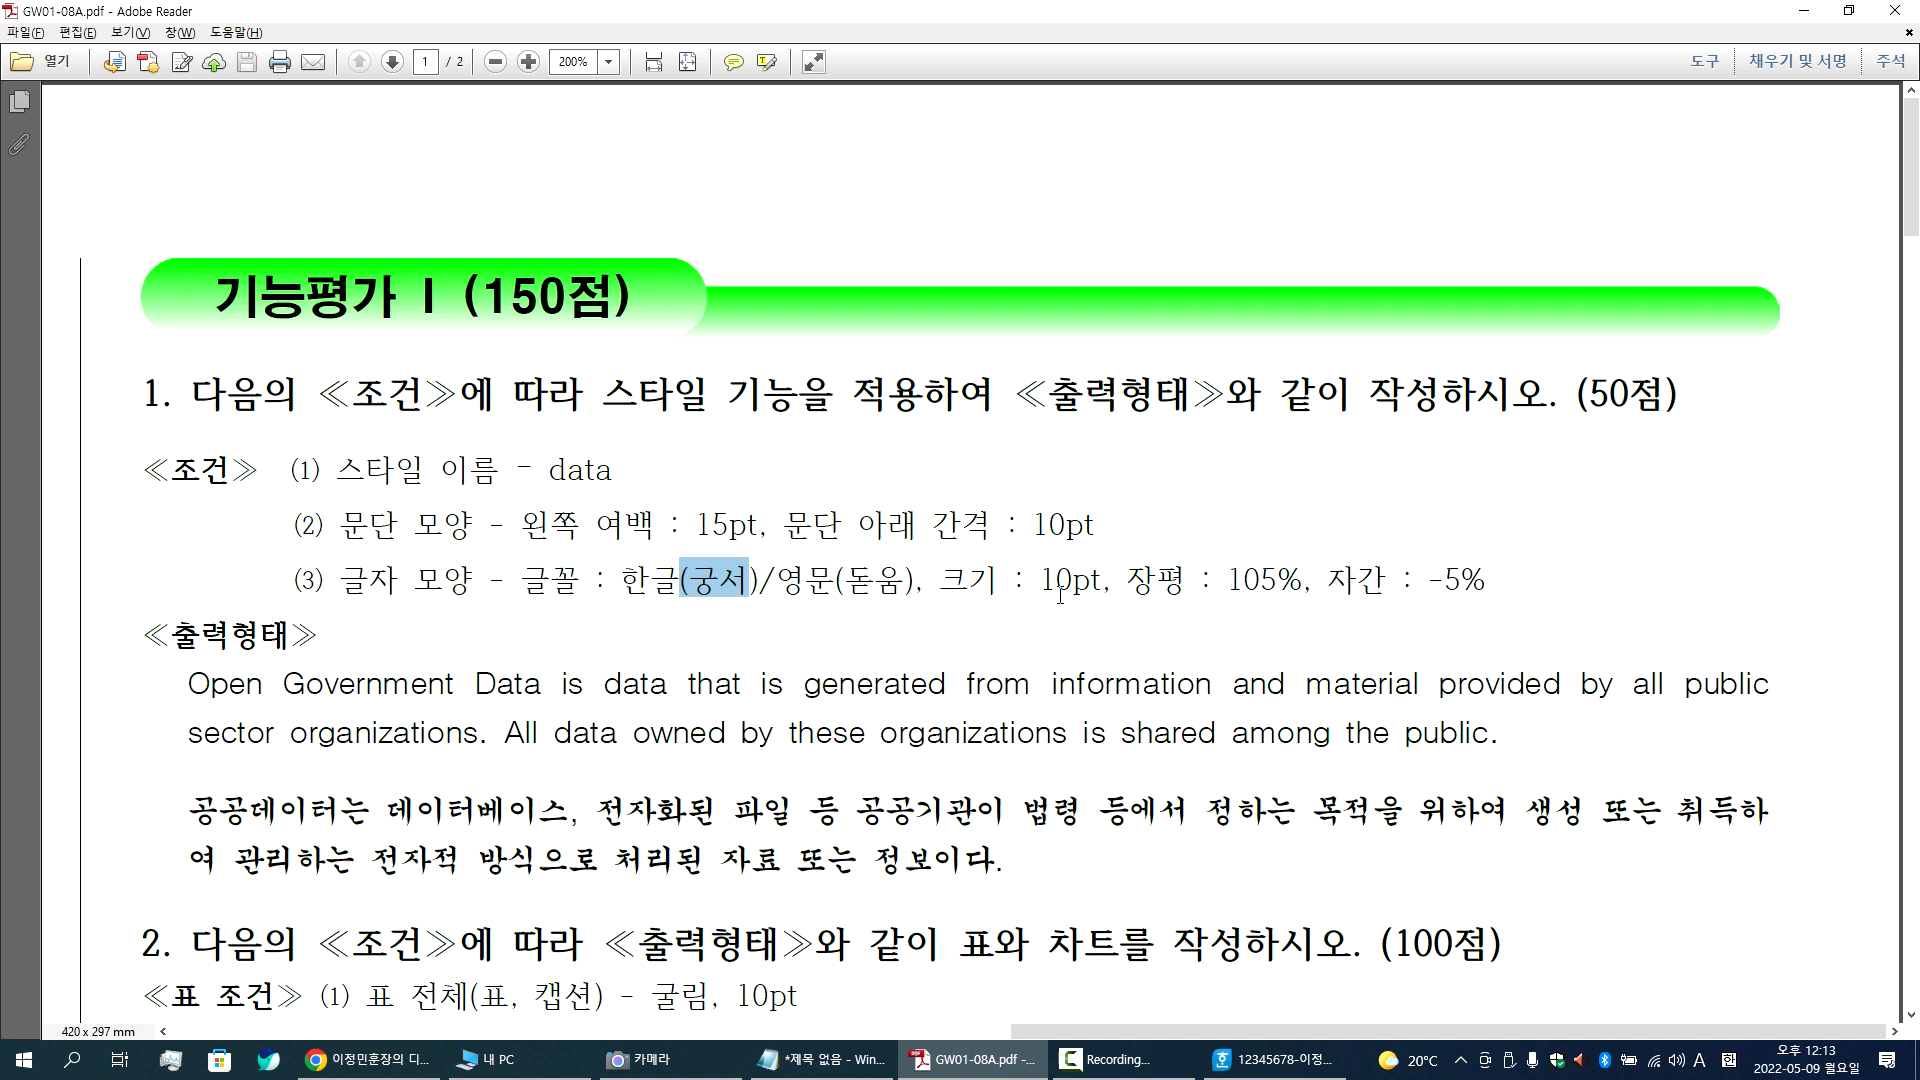 GW01-08A.pdf - Adobe Reader
파일(F) 편집(E) 보기(V) 창(W) 도움말(H)
열기 1 / 2 200% 도구 채우기 및 서명 주석
기능평가 I (150점)
1. 다음의 ≪조건≫에 따라 스타일 기능을 적용하여 ≪출력형태≫와 같이 작성하시오. (50점)
≪조건≫ (1) 스타일 이름 - data
(2) 문단 모양 - 왼쪽 여백 : 15pt, 문단 아래 간격 : 10pt
(3) 글자 모양 - 글꼴 : 한글(궁서)/영문(돋움), 크기 : 10pt, 장평 : 105%, 자간 : -5%
≪출력형태≫
Open Government Data is data that is generated from information and material provided by all public
sector organizations. All data owned by these organizations is shared among the public.
공공데이터는 데이터베이스, 전자화된 파일 등 공공기관이 법령 등에서 정하는 목적을 위하여 생성 또는 취득하
여 관리하는 전자적 방식으로 처리된 자료 또는 정보이다.
2. 다음의 ≪조건≫에 따라 ≪출력형태≫와 같이 표와 차트를 작성하시오. (100점)
≪표 조건≫ (1) 표 전체(표, 캡션) - 굴림, 10pt
420 x 297 mm
이정민훈장의 디... 내 PC 카메라 *제목 없음 - Win... GW01-08A.pdf -... Recording... 12345678-이정... 20°C A 한 오후 12:13
2022-05-09 월요일